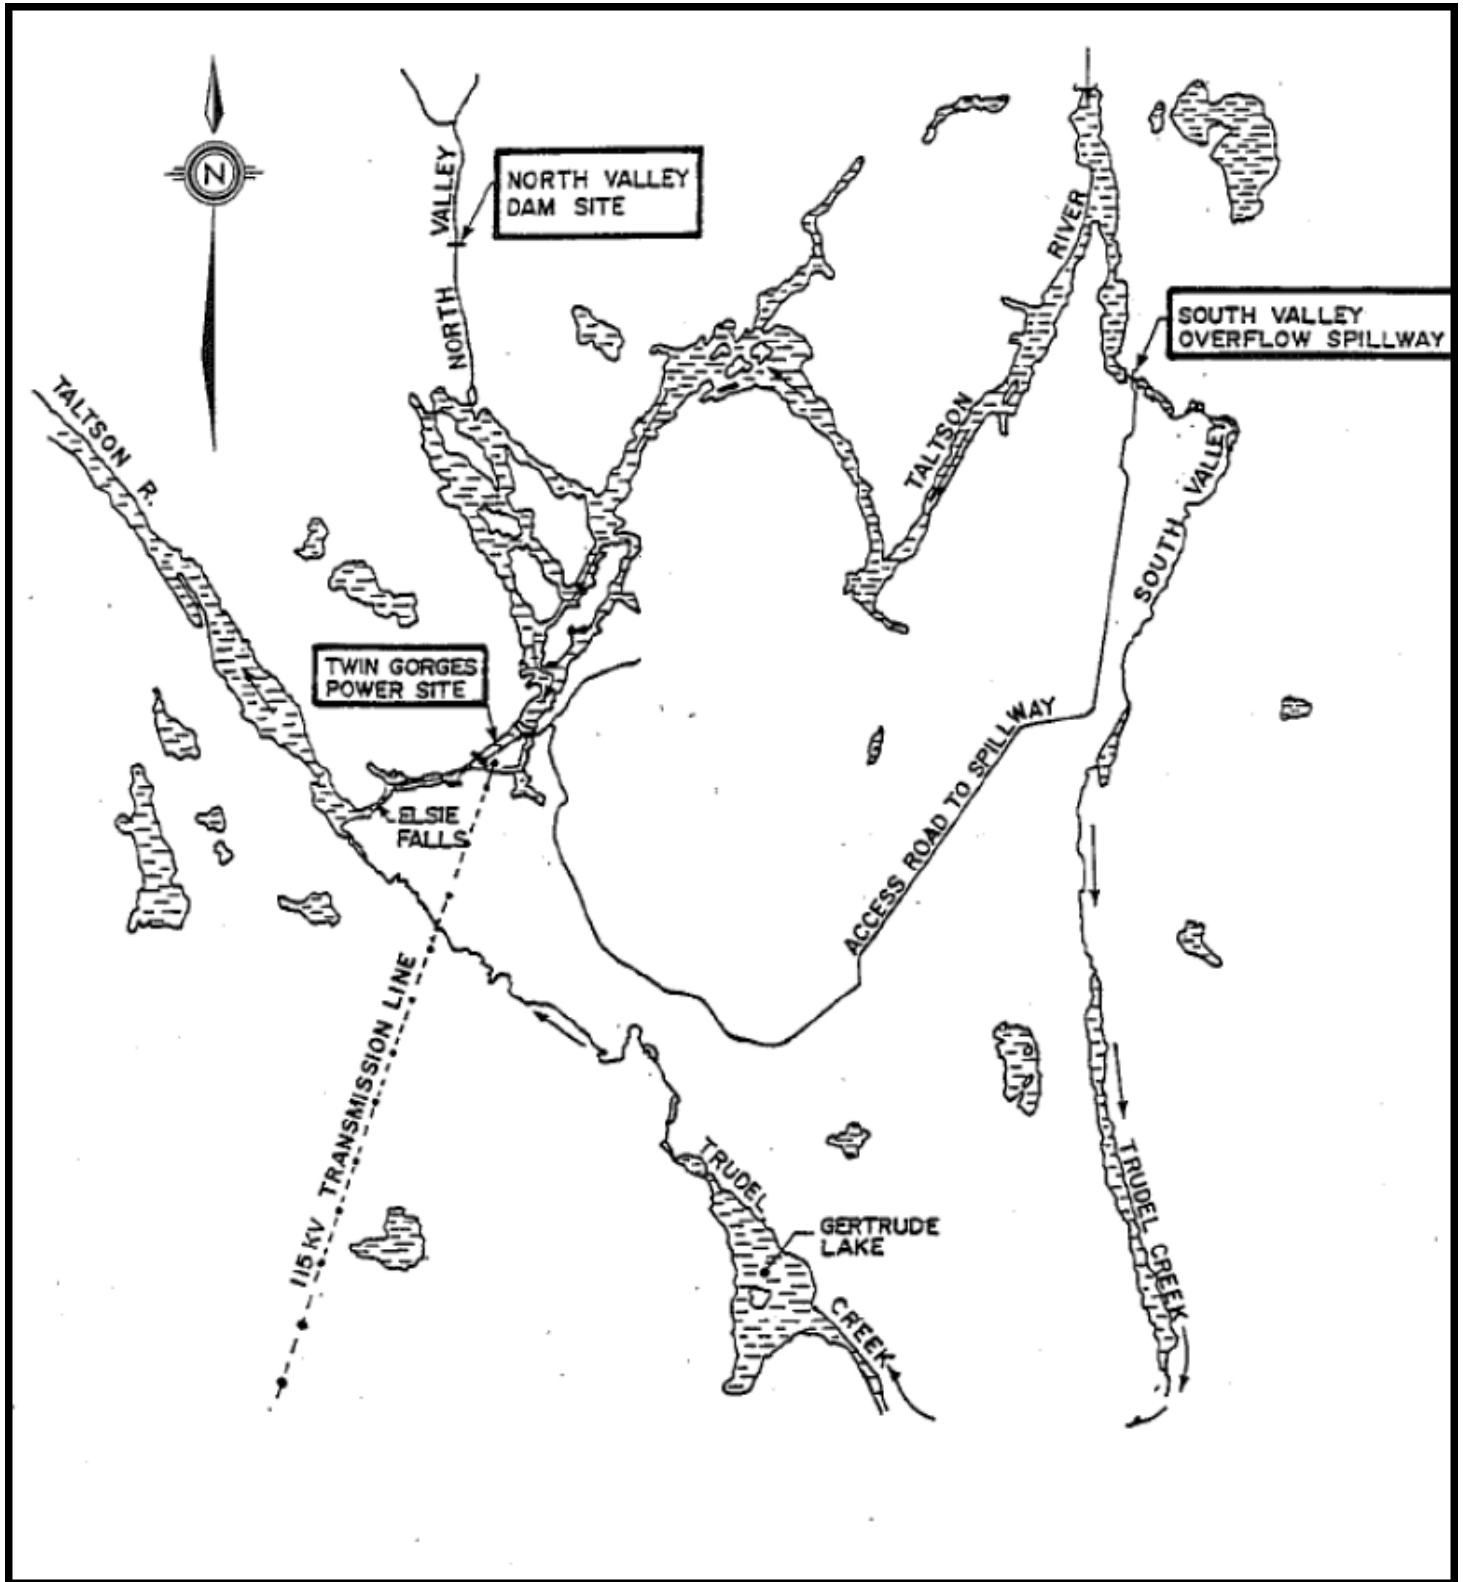 N
NORTH VALLEY
DAM SITE
NORTH VALLEY
RIVER
TALTSON
SOUTH VALLEY
OVERFLOW SPILLWAY
TALTSON R.
SOUTH VALLEY
TWIN GORGES
POWER SITE
ELSIE
FALLS
ACCESS ROAD TO SPILLWAY
115 KV TRANSMISSION LINE
TRUDEL
CREEK
GERTRUDE
LAKE
TRUDEL CREEK